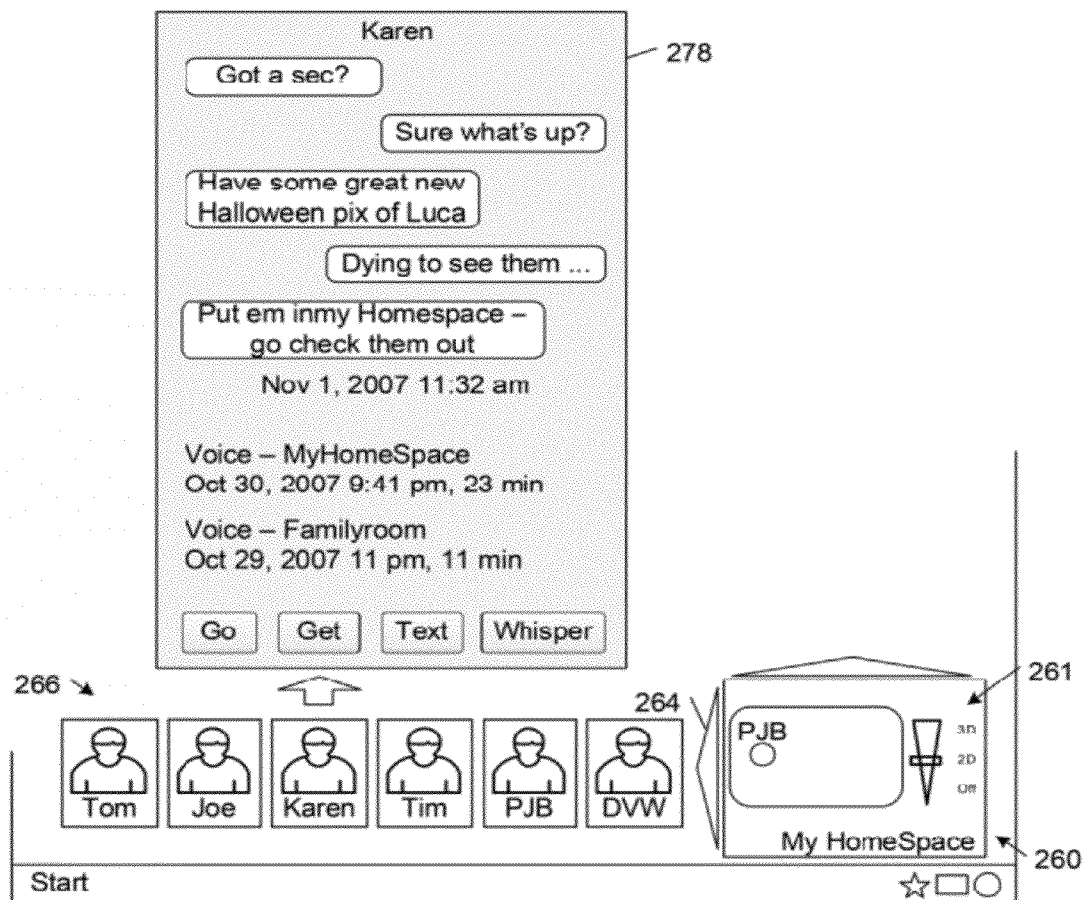 Karen
278
Got a sec?
Sure what's up?
Have some great new
Halloween pix of Luca
Dying to see them ...
Put em inmy Homespace –
go check them out
Nov 1, 2007 11:32 am
Voice – MyHomeSpace
Oct 30, 2007 9:41 pm, 23 min
Voice – Familyroom
Oct 29, 2007 11 pm, 11 min
Go Get Text Whisper
266
264
261
Tom Joe Karen Tim PJB DVW
PJB
3D
2D
Off
My HomeSpace
260
Start